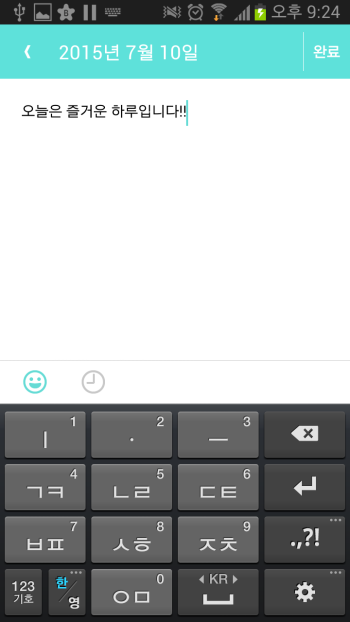 오후 9:24
2015년 7월 10일 완료
오늘은 즐거운 하루입니다!!
1 ㅣ 2 · 3 ㅡ
4 ㄱㅋ 5 ㄴㄹ 6 ㄷㅌ
7 ㅂㅍ 8 ㅅㅎ 9 ㅈㅊ .,?!
123 기호 한/영 0 ㅇㅁ KR